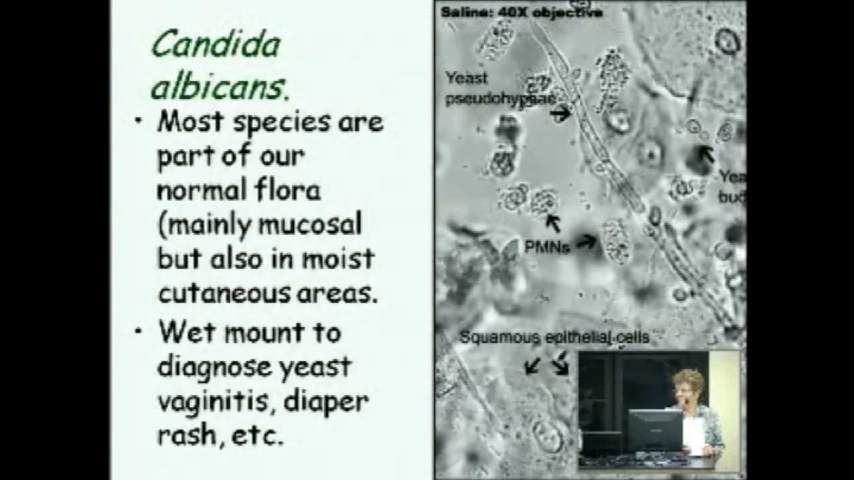 Candida
albicans.
• Most species are
part of our
normal flora
(mainly mucosal
but also in moist
cutaneous areas.
• Wet mount to
diagnose yeast
vaginitis, diaper
rash, etc.
Saline: 40X objective
Yeast
pseudohyphae
Yea
bud
PMNs
Squamous epithelial cells